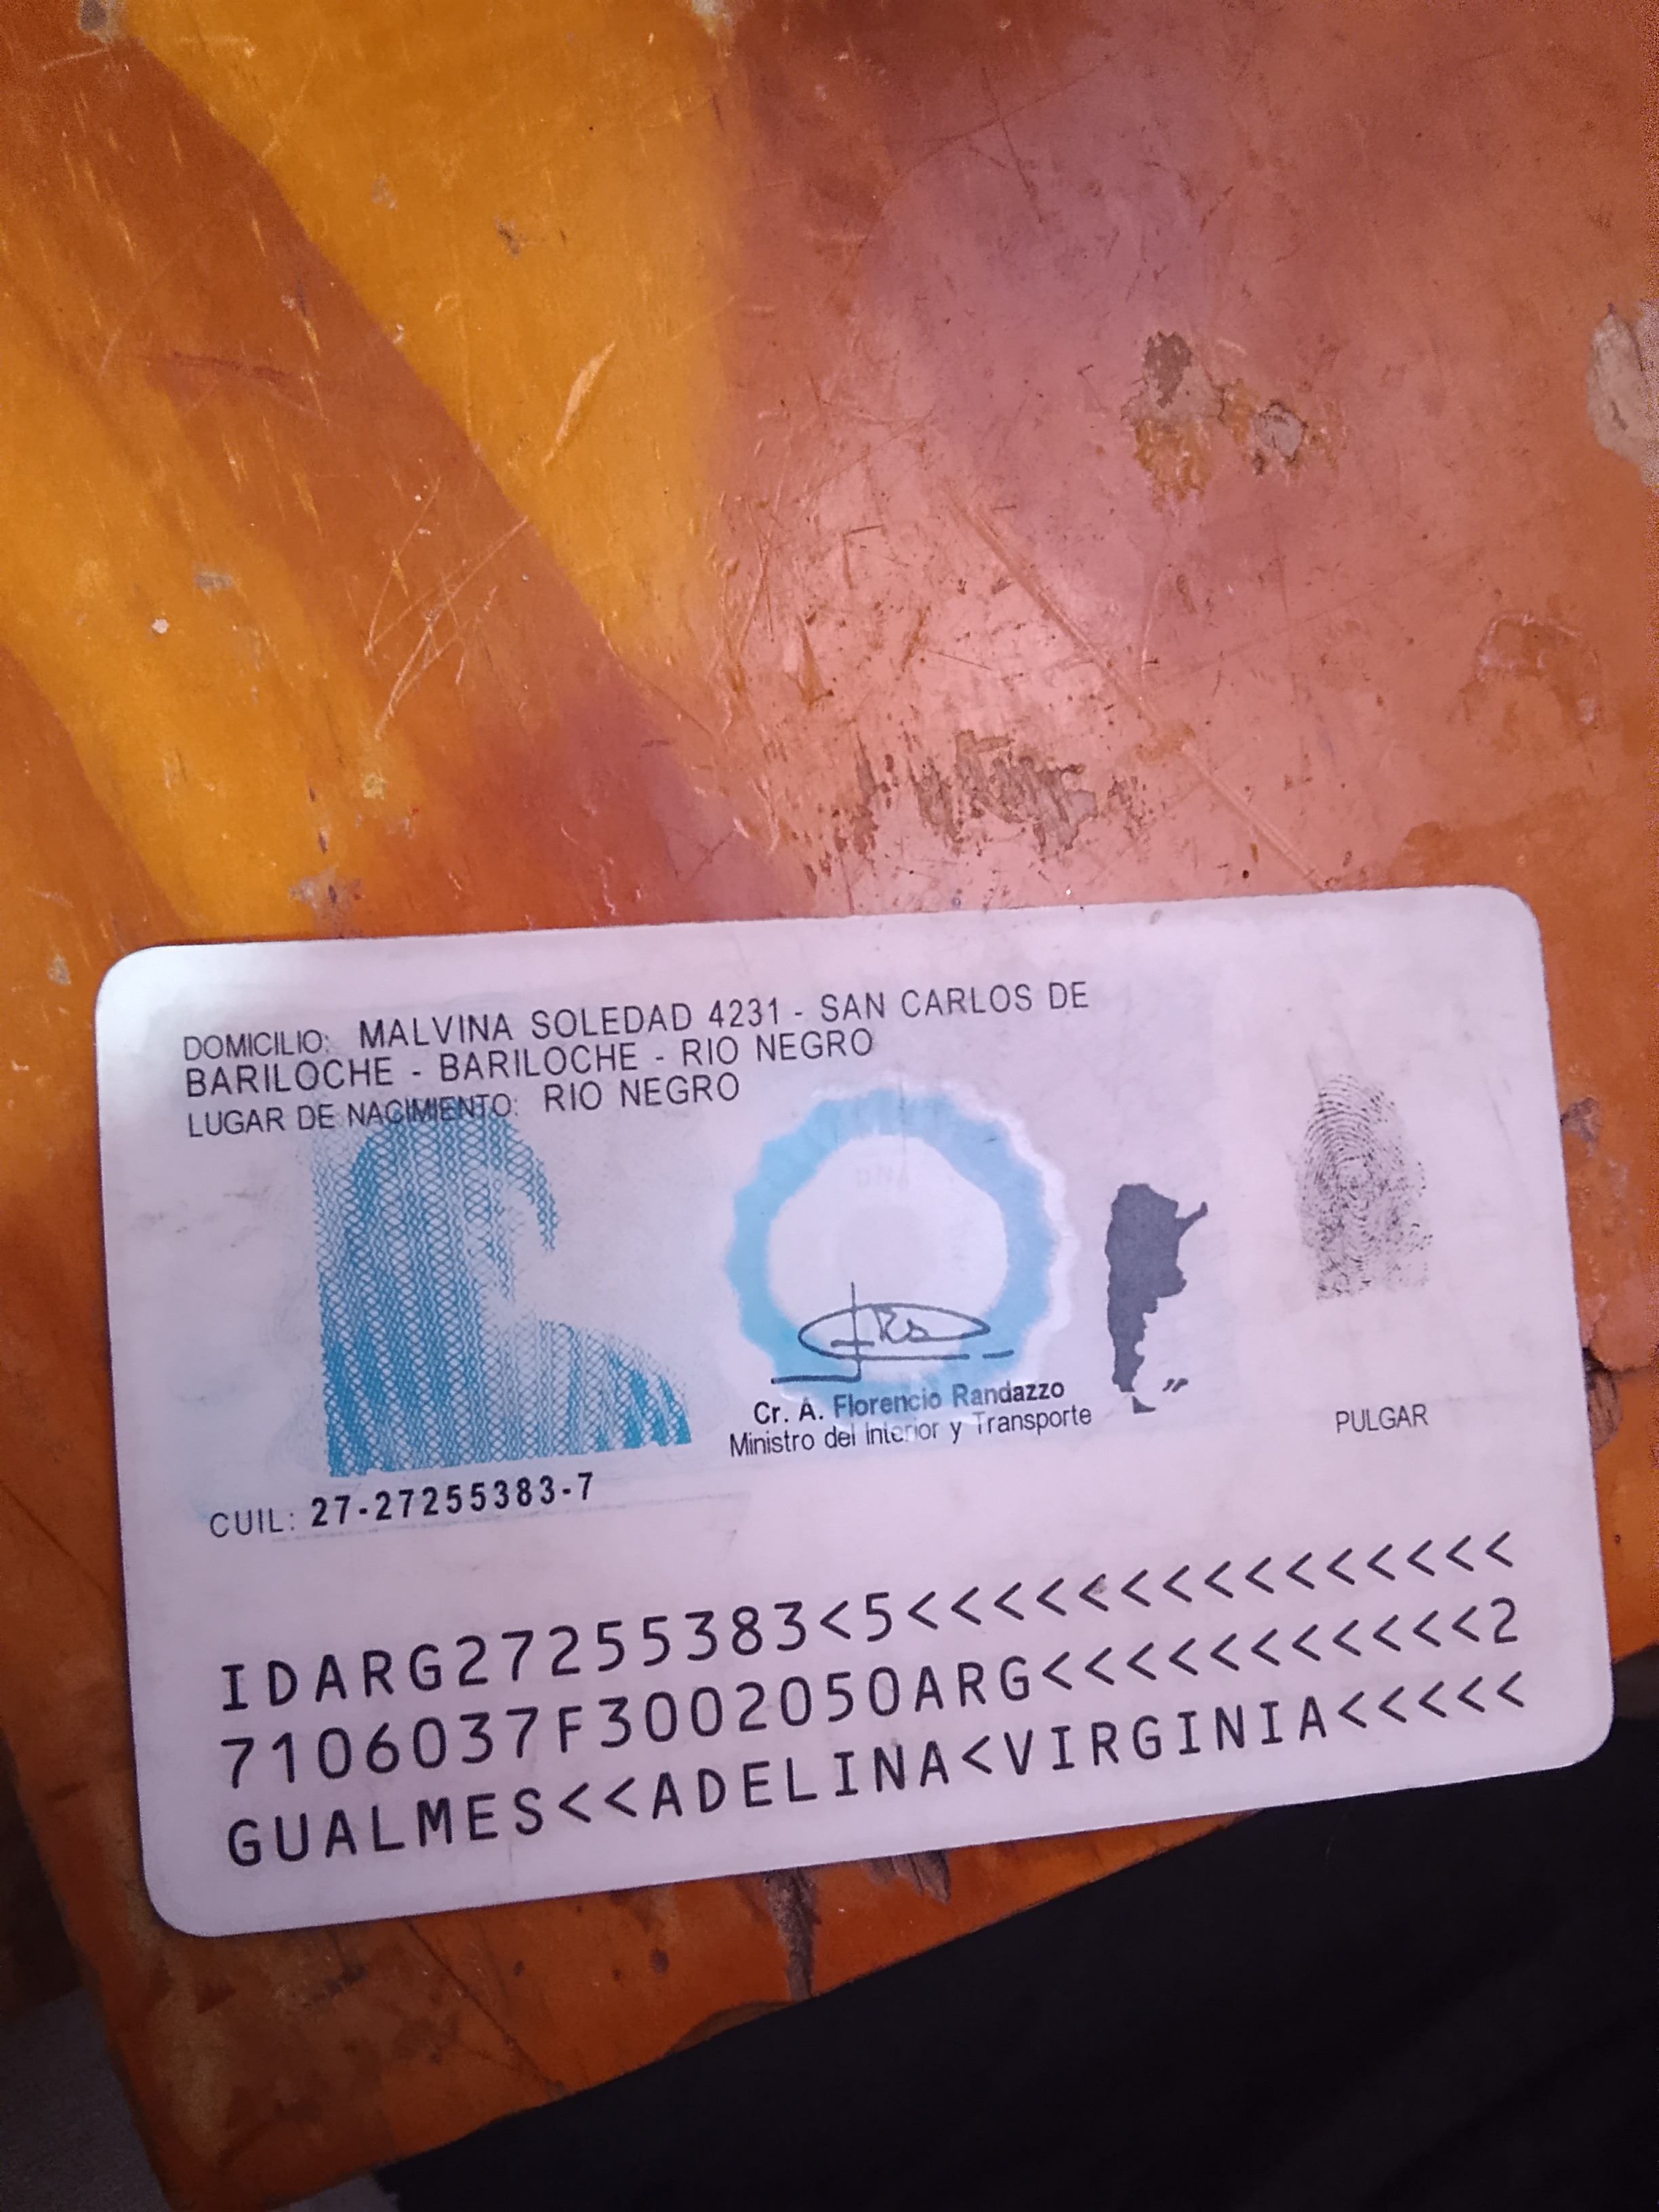 DOMICILIO: MALVINA SOLEDAD 4231 - SAN CARLOS DE
BARILOCHE - BARILOCHE - RIO NEGRO
LUGAR DE NACIMIENTO: RIO NEGRO
Cr. A. Florencio Randazzo
Ministro del Interior y Transporte
PULGAR
CUIL: 27-27255383-7
IDARG27255383<5<<<<<<<<<<<<<<<
7106037F3002050ARG<<<<<<<<<<<2
GUALMES<<ADELINA<VIRGINIA<<<<<